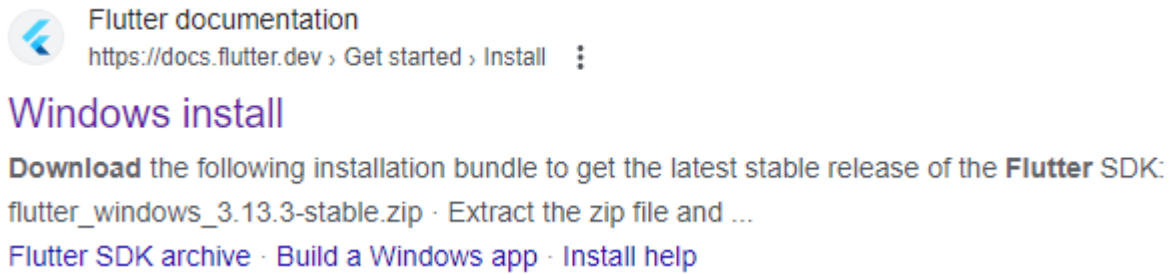 Flutter documentation
https://docs.flutter.dev › Get started › Install
Windows install
Download the following installation bundle to get the latest stable release of the Flutter SDK:
flutter_windows_3.13.3-stable.zip · Extract the zip file and ...
Flutter SDK archive · Build a Windows app · Install help